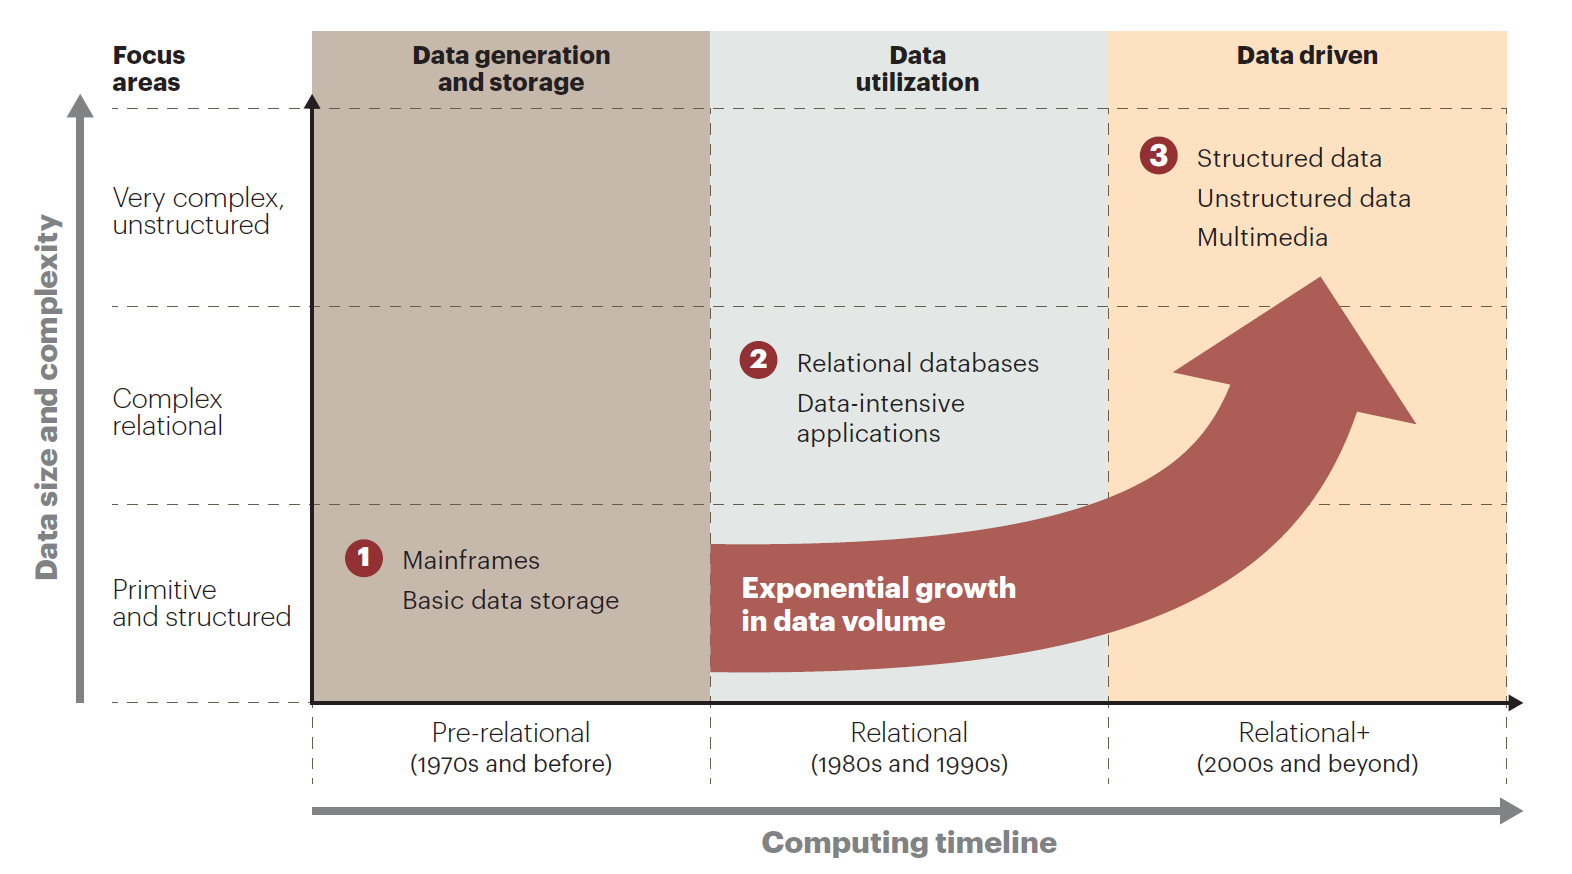 Focus
areas
Data generation
and storage
Data
utilization
Data driven
Data size and complexity
Very complex,
unstructured
3
Structured data
Unstructured data
Multimedia
Complex
relational
2
Relational databases
Data-intensive
applications
Primitive
and structured
1
Mainframes
Basic data storage
Exponential growth
in data volume
Pre-relational
(1970s and before)
Relational
(1980s and 1990s)
Relational+
(2000s and beyond)
Computing timeline